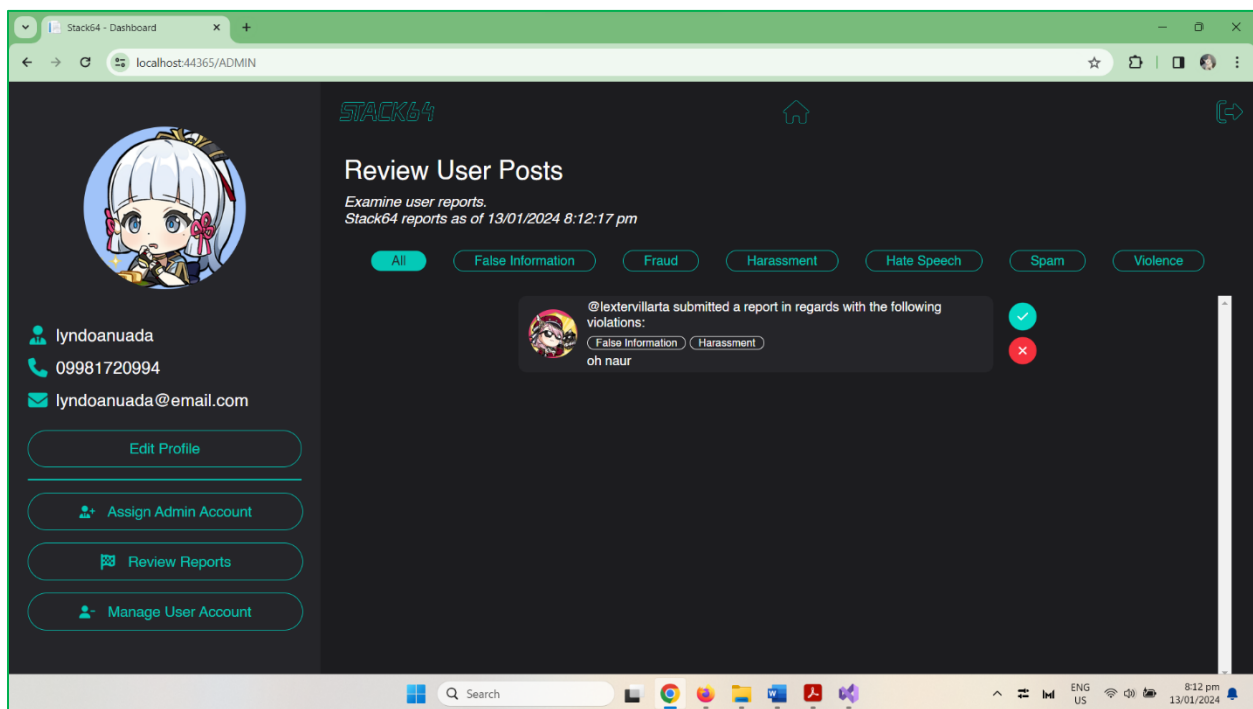 Stack64 - Dashboard
localhost:44365/ADMIN
STACK64
Review User Posts
Examine user reports.
Stack64 reports as of 13/01/2024 8:12:17 pm
All False Information Fraud Harassment Hate Speech Spam Violence
@lextervillarta submitted a report in regards with the following
violations:
False Information Harassment
oh naur
lyndoanuada
09981720994
lyndoanuada@email.com
Edit Profile
Assign Admin Account
Review Reports
Manage User Account
Search
ENG
US
8:12 pm
13/01/2024